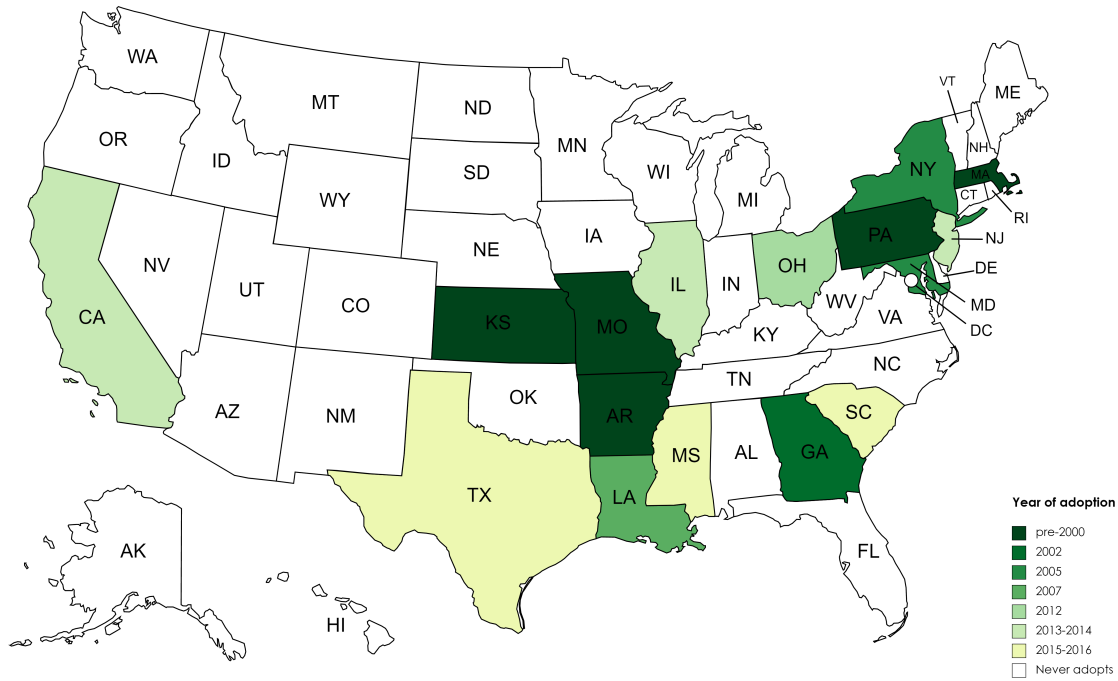 WA
MT
ND
MN
VT
ME
OR
ID
SD
WI
MI
NY
NH
MA
CT
RI
WY
NE
IA
PA
NJ
NV
UT
CO
IL
IN
OH
WV
VA
DE
MD
DC
CA
KS
MO
KY
NC
TN
AZ
NM
OK
AR
SC
MS
AL
GA
TX
LA
FL
AK
HI
Year of adoption
pre-2000
2002
2005
2007
2012
2013-2014
2015-2016
Never adopts